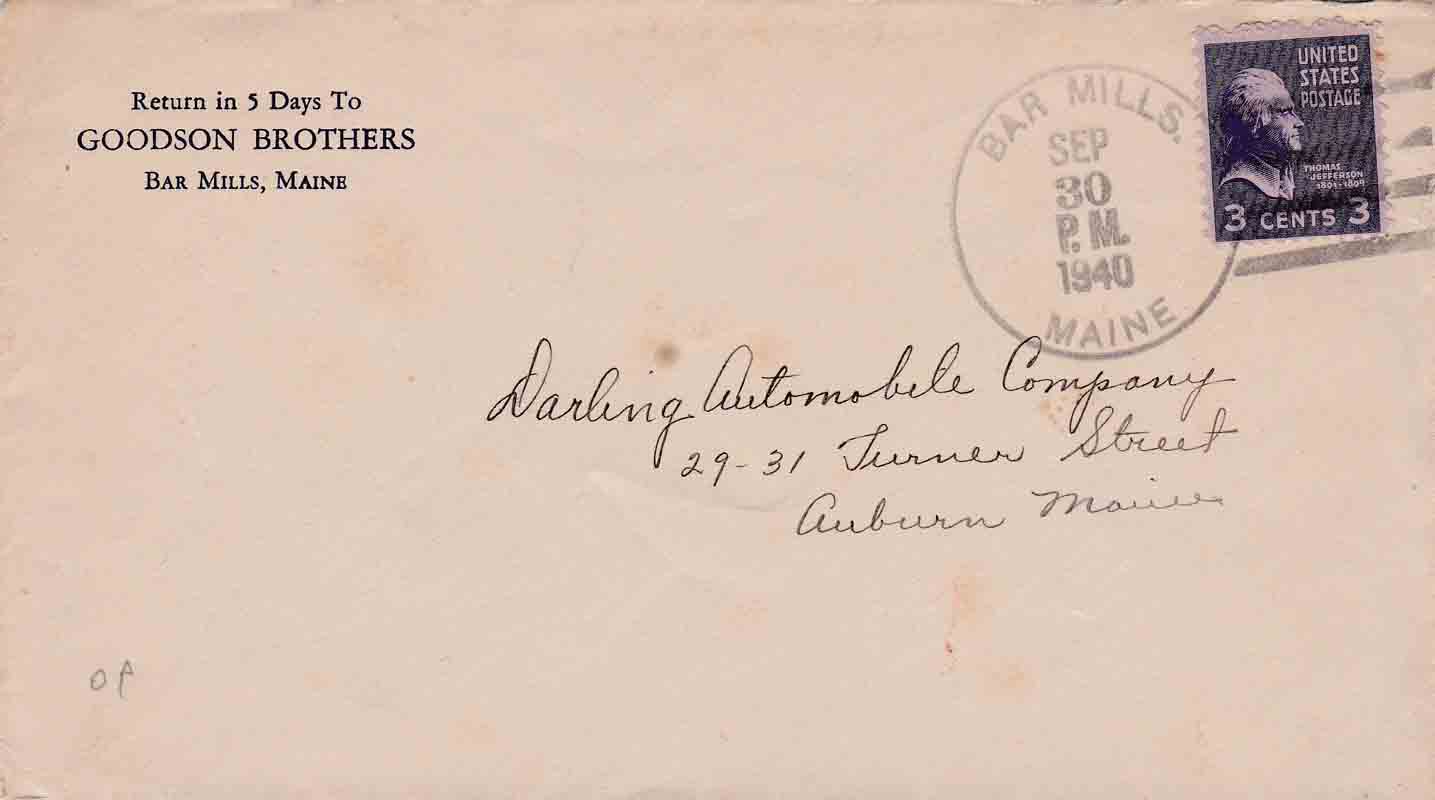 Return in 5 Days To
GOODSON BROTHERS
BAR MILLS, MAINE
BAR MILLS.
SEP
30
P.M.
1940
MAINE
UNITED
STATES
POSTAGE
THOMAS
JEFFERSON
1801-1809
3 CENTS 3
Darling Automobile Company
29-31 Turner Street
Auburn Maine
OP